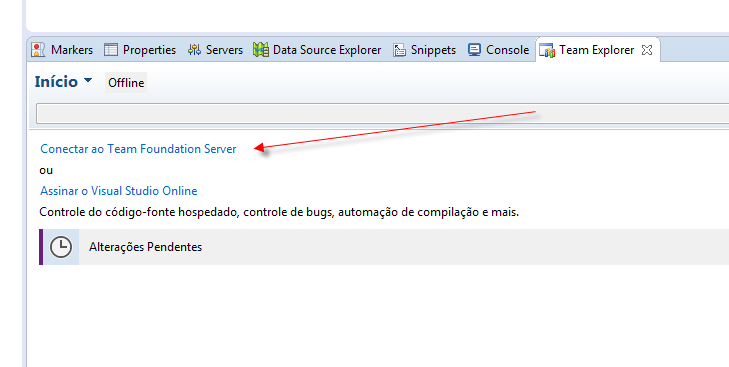 Markers Properties Servers Data Source Explorer Snippets Console Team Explorer
Início Offline
Conectar ao Team Foundation Server
ou
Assinar o Visual Studio Online
Controle do código-fonte hospedado, controle de bugs, automação de compilação e mais.
Alterações Pendentes